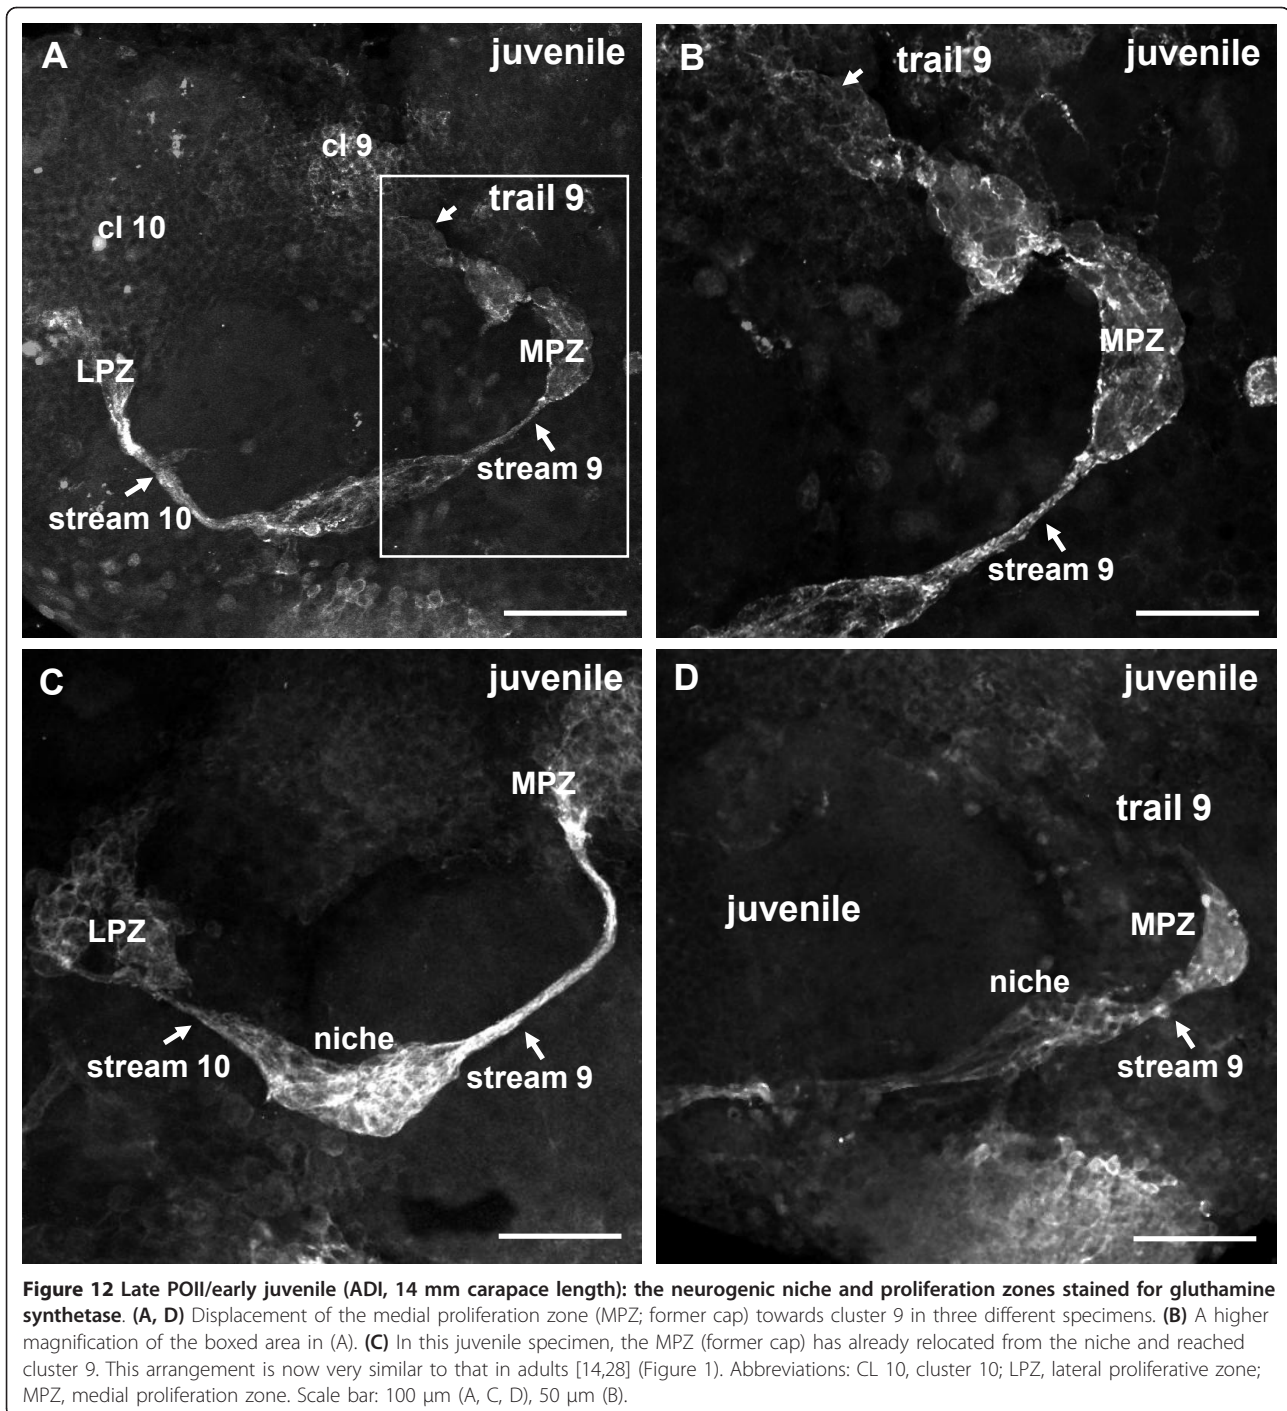 A
juvenile
cl 9
trail 9
cl 10
LPZ
MPZ
stream 9
stream 10
B
trail 9
juvenile
MPZ
stream 9
C
juvenile
MPZ
LPZ
niche
stream 10
stream 9
D
juvenile
trail 9
juvenile
MPZ
niche
stream 9
Figure 12 Late POII/early juvenile (ADI, 14 mm carapace length): the neurogenic niche and proliferation zones stained for gluthamine
synthetase. (A, D) Displacement of the medial proliferation zone (MPZ; former cap) towards cluster 9 in three different specimens. (B) A higher
magnification of the boxed area in (A). (C) In this juvenile specimen, the MPZ (former cap) has already relocated from the niche and reached
cluster 9. This arrangement is now very similar to that in adults [14,28] (Figure 1). Abbreviations: CL 10, cluster 10; LPZ, lateral proliferative zone;
MPZ, medial proliferation zone. Scale bar: 100 μm (A, C, D), 50 μm (B).